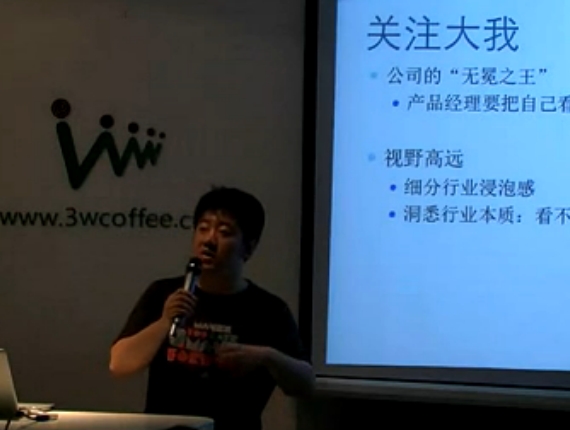 关注大我
公司的“无冕之王”
产品经理要把自己看
视野高远
细分行业浸泡感
洞悉行业本质：看不
www.3wcoffee.c